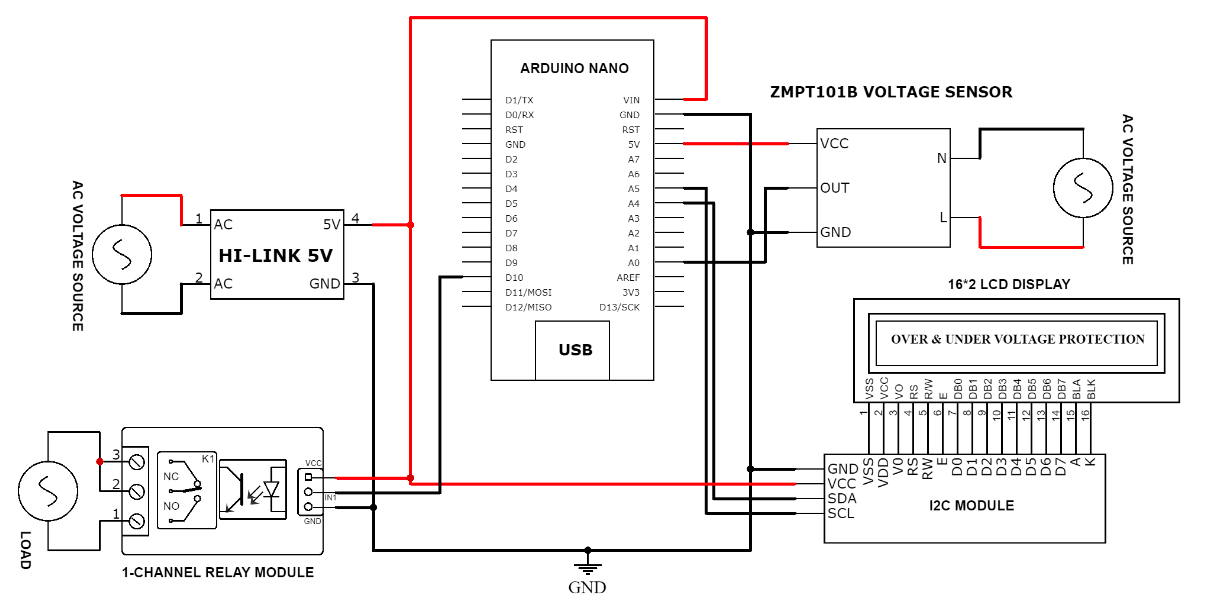 ARDUINO NANO
D1/TX
D0/RX
RST
GND
D2
D3
D4
D5
D6
D7
D8
D9
D10
D11/MOSI
D12/MISO
VIN
GND
RST
5V
A7
A6
A5
A4
A3
A2
A1
A0
AREF
3V3
D13/SCK
USB
ZMPT101B VOLTAGE SENSOR
VCC
OUT
GND
N
L
AC VOLTAGE SOURCE
AC VOLTAGE SOURCE
1 AC
2 AC
HI-LINK 5V
5V 4
GND 3
16*2 LCD DISPLAY
OVER & UNDER VOLTAGE PROTECTION
VSS VCC VO RS R/W E DB0 DB1 DB2 DB3 DB4 DB5 DB6 DB7 BLA BLK
1 2 3 4 5 6 7 8 9 10 11 12 13 14 15 16
VSS VDD V0 RS RW E D0 D1 D2 D3 D4 D5 D6 D7 A K
GND
VCC
SDA
SCL
I2C MODULE
LOAD
3
2
1
NC
NO
K1
VCC
IN1
GND
1-CHANNEL RELAY MODULE
GND